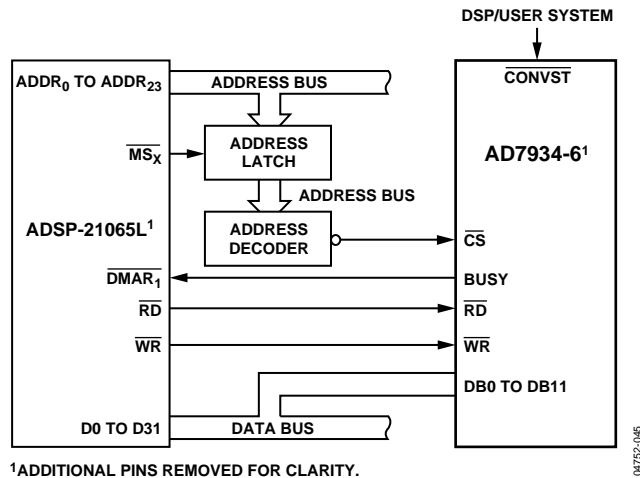 DSP/USER SYSTEM
ADDR0 TO ADDR23
ADDRESS BUS
CONVST
MSX
ADDRESS
LATCH
AD7934-6¹
ADDRESS BUS
ADSP-21065L¹
ADDRESS
DECODER
CS
DMAR1
BUSY
RD
RD
WR
WR
DB0 TO DB11
D0 TO D31
DATA BUS
¹ADDITIONAL PINS REMOVED FOR CLARITY.
04752-045